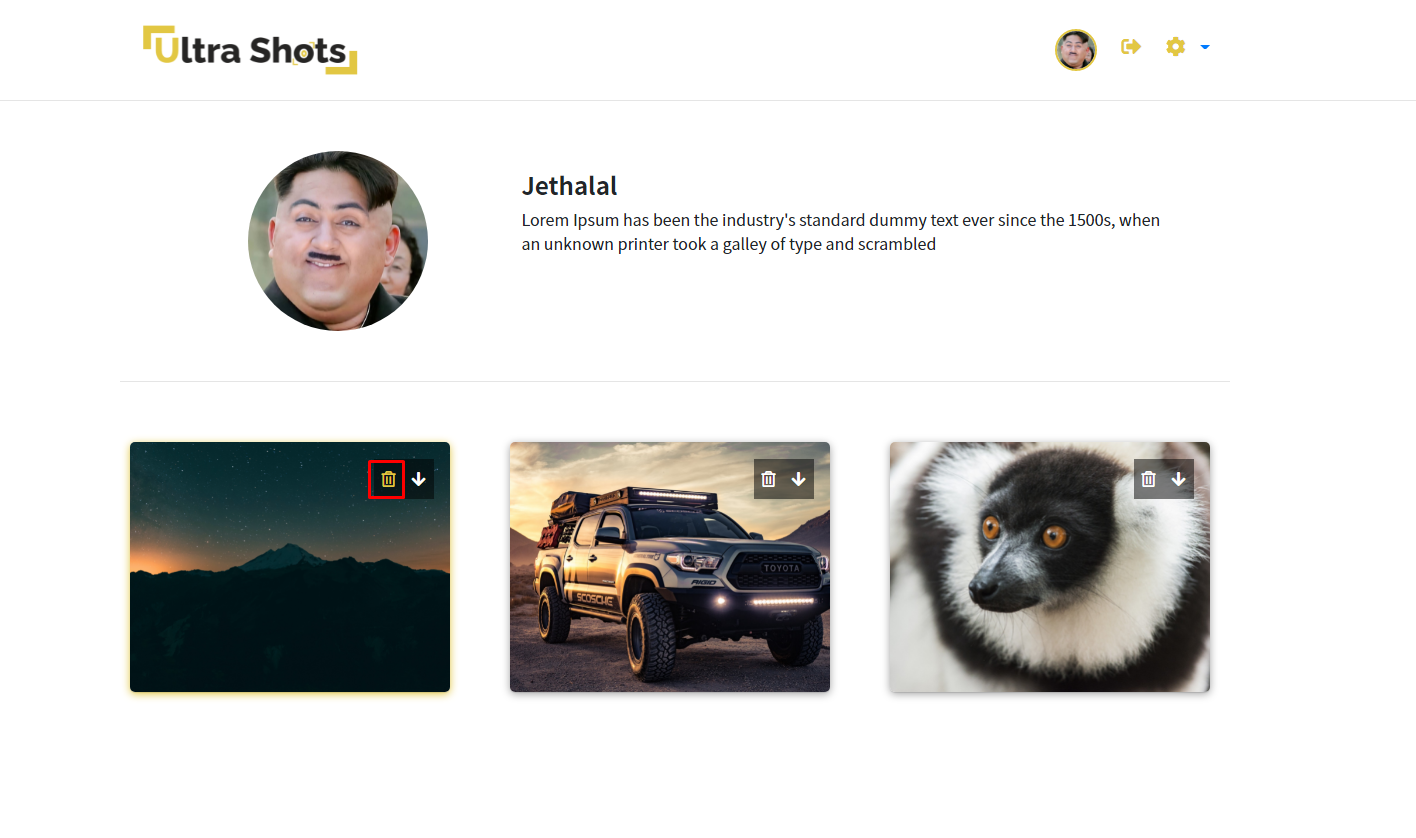 Ultra Shots
Jethalal
Lorem Ipsum has been the industry's standard dummy text ever since the 1500s, when
an unknown printer took a galley of type and scrambled
TOYOTA
RIGID
SCOSCHE